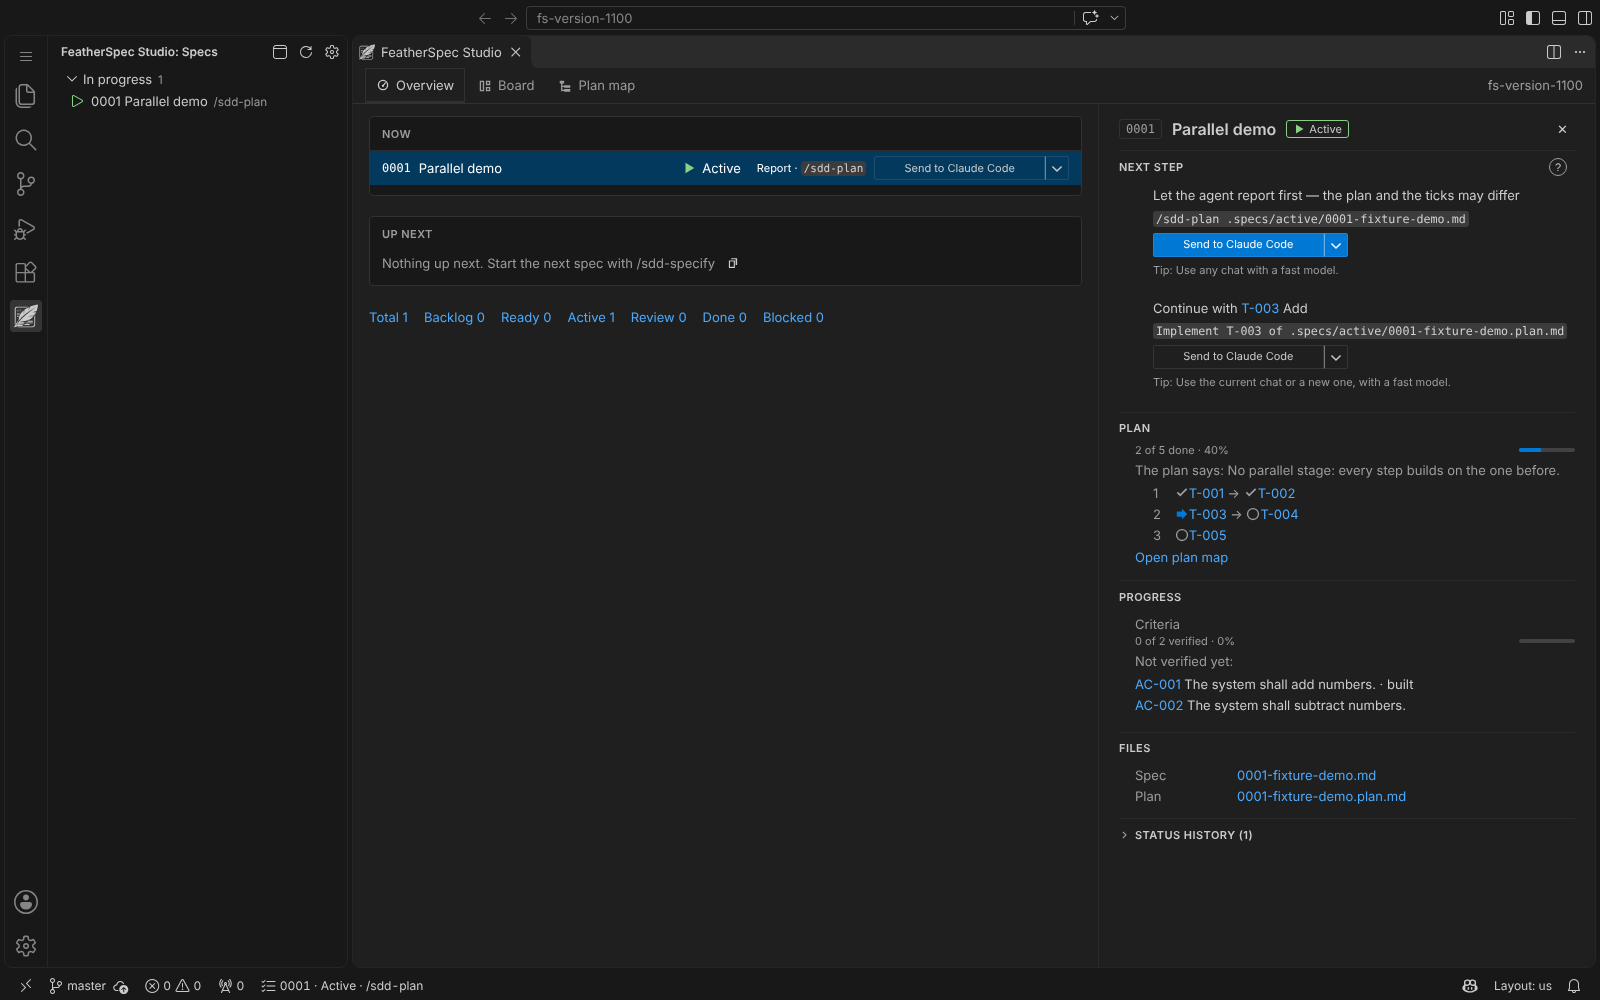 fs-version-1100
FeatherSpec Studio: Specs
In progress 1
0001 Parallel demo /sdd-plan
FeatherSpec Studio
Overview
Board
Plan map
fs-version-1100
NOW
0001 Parallel demo
Active
Report · /sdd-plan
Send to Claude Code
UP NEXT
Nothing up next. Start the next spec with /sdd-specify
Total 1
Backlog 0
Ready 0
Active 1
Review 0
Done 0
Blocked 0
0001
Parallel demo
Active
NEXT STEP
?
Let the agent report first — the plan and the ticks may differ
/sdd-plan .specs/active/0001-fixture-demo.md
Send to Claude Code
Tip: Use any chat with a fast model.
Continue with T-003 Add
Implement T-003 of .specs/active/0001-fixture-demo.plan.md
Send to Claude Code
Tip: Use the current chat or a new one, with a fast model.
PLAN
2 of 5 done · 40%
The plan says: No parallel stage: every step builds on the one before.
1 T-001 → T-002
2 T-003 → T-004
3 T-005
Open plan map
PROGRESS
Criteria
0 of 2 verified · 0%
Not verified yet:
AC-001 The system shall add numbers. · built
AC-002 The system shall subtract numbers.
FILES
Spec 0001-fixture-demo.md
Plan 0001-fixture-demo.plan.md
STATUS HISTORY (1)
master
0 0
0
0001 · Active · /sdd-plan
Layout: us